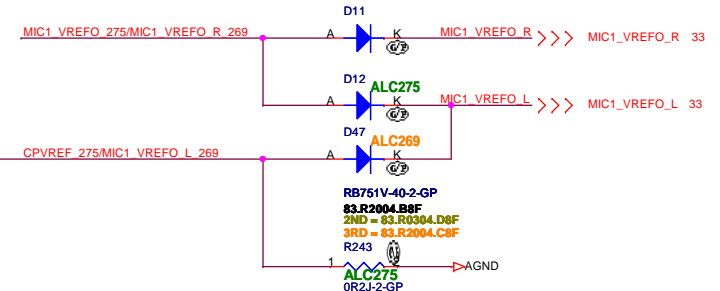 D11
MIC1_VREFO_275/MIC1_VREFO_R_269
A
K
MIC1_VREFO_R
MIC1_VREFO_R 33
D12
ALC275
A
K
MIC1_VREFO_L
MIC1_VREFO_L 33
D47
ALC269
CPVREF_275/MIC1_VREFO_L_269
A
K
RB751V-40-2-GP
83.R2004.B8F
2ND = 83.R0304.D8F
3RD = 83.R2004.C8F
R243
1
AGND
ALC275
0R2J-2-GP